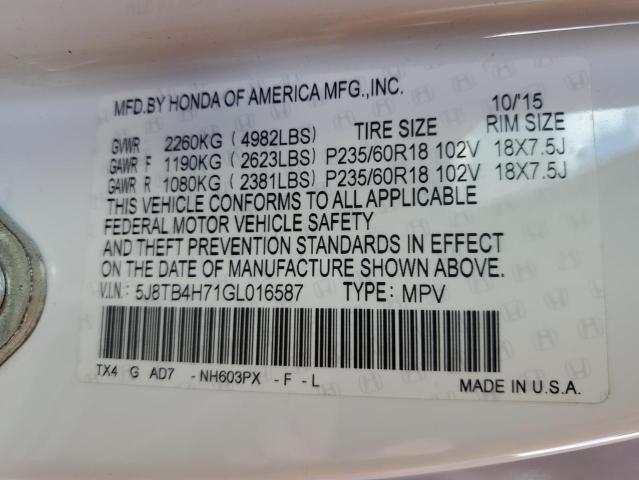 MFD.BY HONDA OF AMERICA MFG.,INC. 10/'15
GVWR 2260KG (4982LBS) TIRE SIZE RIM SIZE
GAWR F 1190KG (2623LBS) P235/60R18 102V 18X7.5J
GAWR R 1080KG (2381LBS) P235/60R18 102V 18X7.5J
THIS VEHICLE CONFORMS TO ALL APPLICABLE
FEDERAL MOTOR VEHICLE SAFETY
AND THEFT PREVENTION STANDARDS IN EFFECT
ON THE DATE OF MANUFACTURE SHOWN ABOVE.
V.I.N.: 5J8TB4H71GL016587 TYPE: MPV
TX4 G AD7 - NH603PX - F - L MADE IN U.S.A.